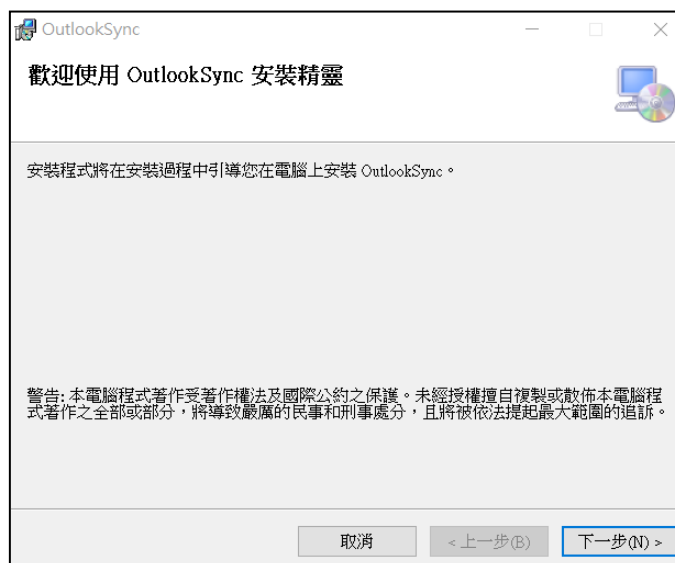 OutlookSync
歡迎使用 OutlookSync 安裝精靈
安裝程式將在安裝過程中引導您在電腦上安裝 OutlookSync。
警告: 本電腦程式著作受著作權法及國際公約之保護。未經授權擅自複製或散佈本電腦程
式著作之全部或部分，將導致嚴厲的民事和刑事處分，且將被依法提起最大範圍的追訴。
取消 < 上一步(B) 下一步(N) >